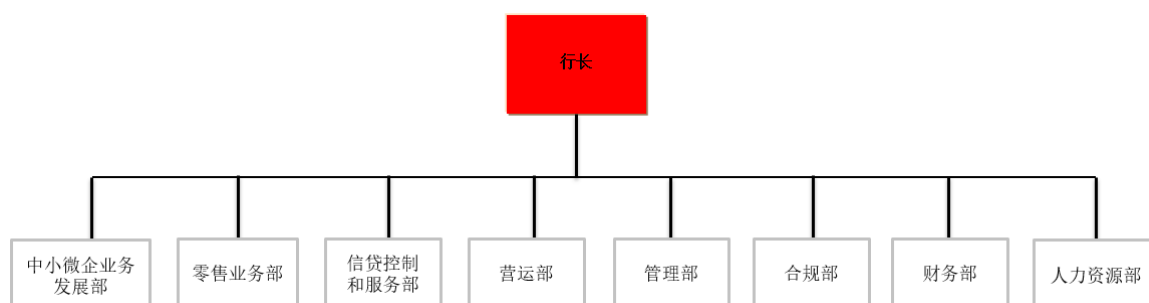 行长
中小微企业务
发展部
零售业务部
信贷控制
和服务部
营运部
管理部
合规部
财务部
人力资源部